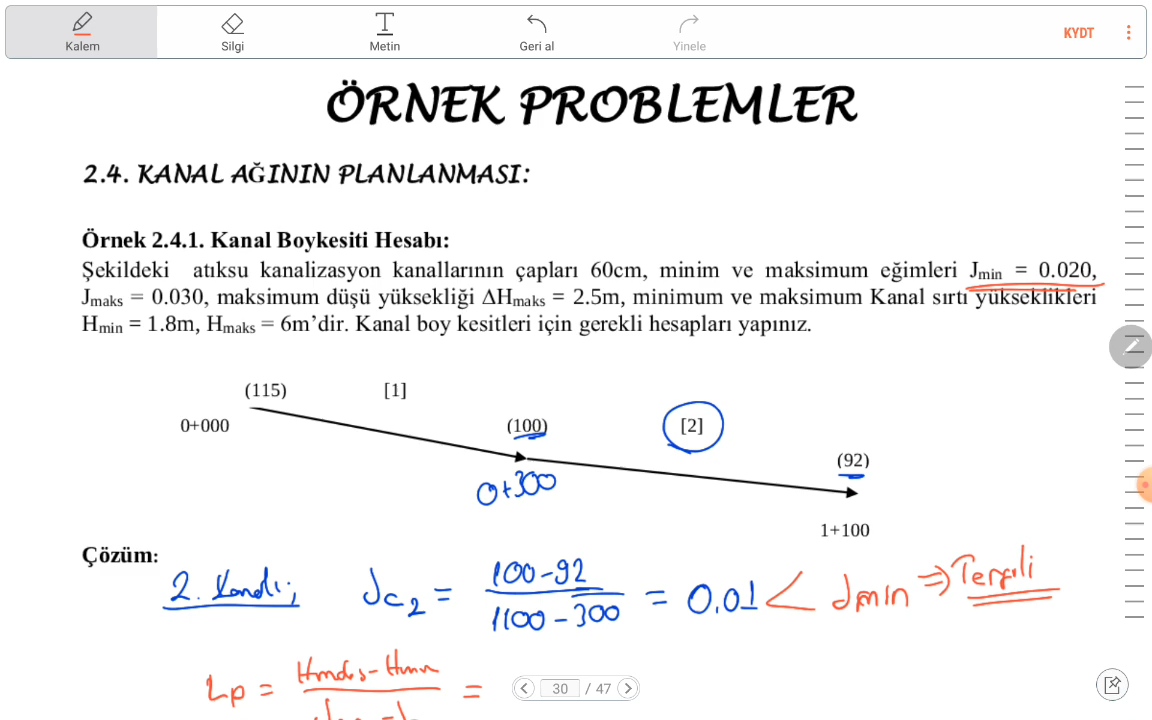 Kalem Silgi Metin Geri al Yinele KYDT
ÖRNEK PROBLEMLER
2.4. KANAL AĞININ PLANLANMASI:
Örnek 2.4.1. Kanal Boykesiti Hesabı:
Şekildeki atıksu kanalizasyon kanallarının çapları 60cm, minim ve maksimum eğimleri Jmin = 0.020,
Jmaks = 0.030, maksimum düşü yüksekliği ΔHmaks = 2.5m, minimum ve maksimum Kanal sırtı yükseklikleri
Hmin = 1.8m, Hmaks = 6m’dir. Kanal boy kesitleri için gerekli hesapları yapınız.
(115) [1]
0+000 (100) [2]
(92)
0+300
1+100
Çözüm:
2. Kanal; Jc2 = 100-92 / 1100-300 = 0.01 < Jmin ⇒
Lp = Hmaks-Hmin =
30 / 47